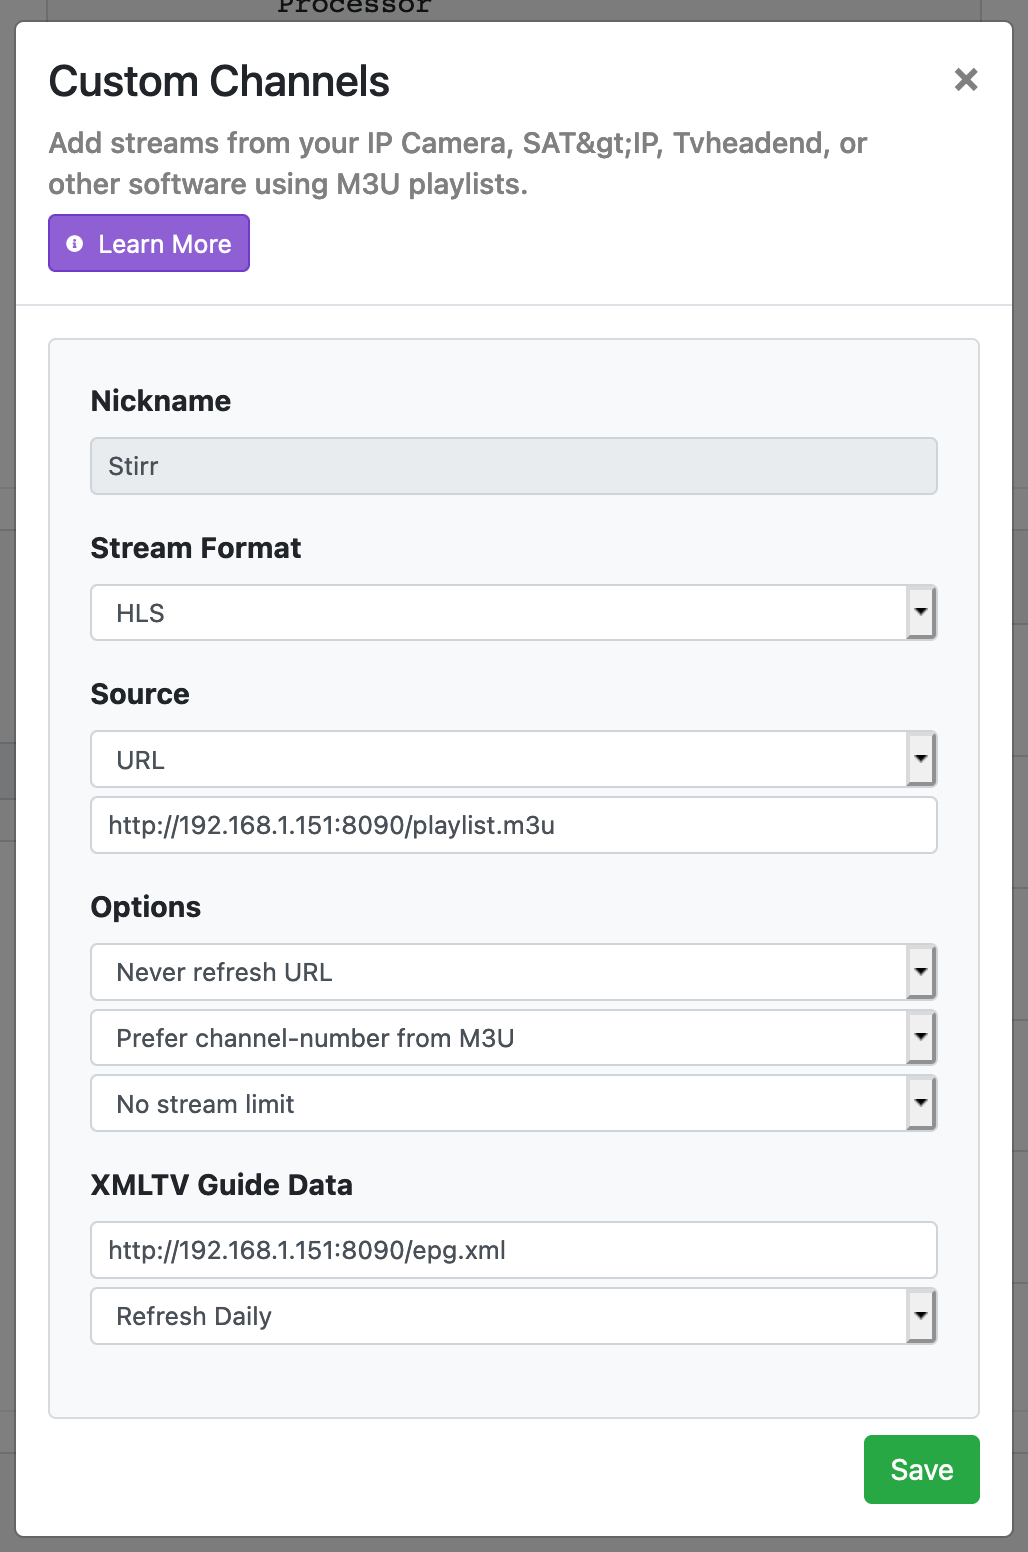 Processor
Custom Channels
Add streams from your IP Camera, SAT&gt;IP, Tvheadend, or
other software using M3U playlists.
Learn More
Nickname
Stirr
Stream Format
HLS
Source
URL
http://192.168.1.151:8090/playlist.m3u
Options
Never refresh URL
Prefer channel-number from M3U
No stream limit
XMLTV Guide Data
http://192.168.1.151:8090/epg.xml
Refresh Daily
Save